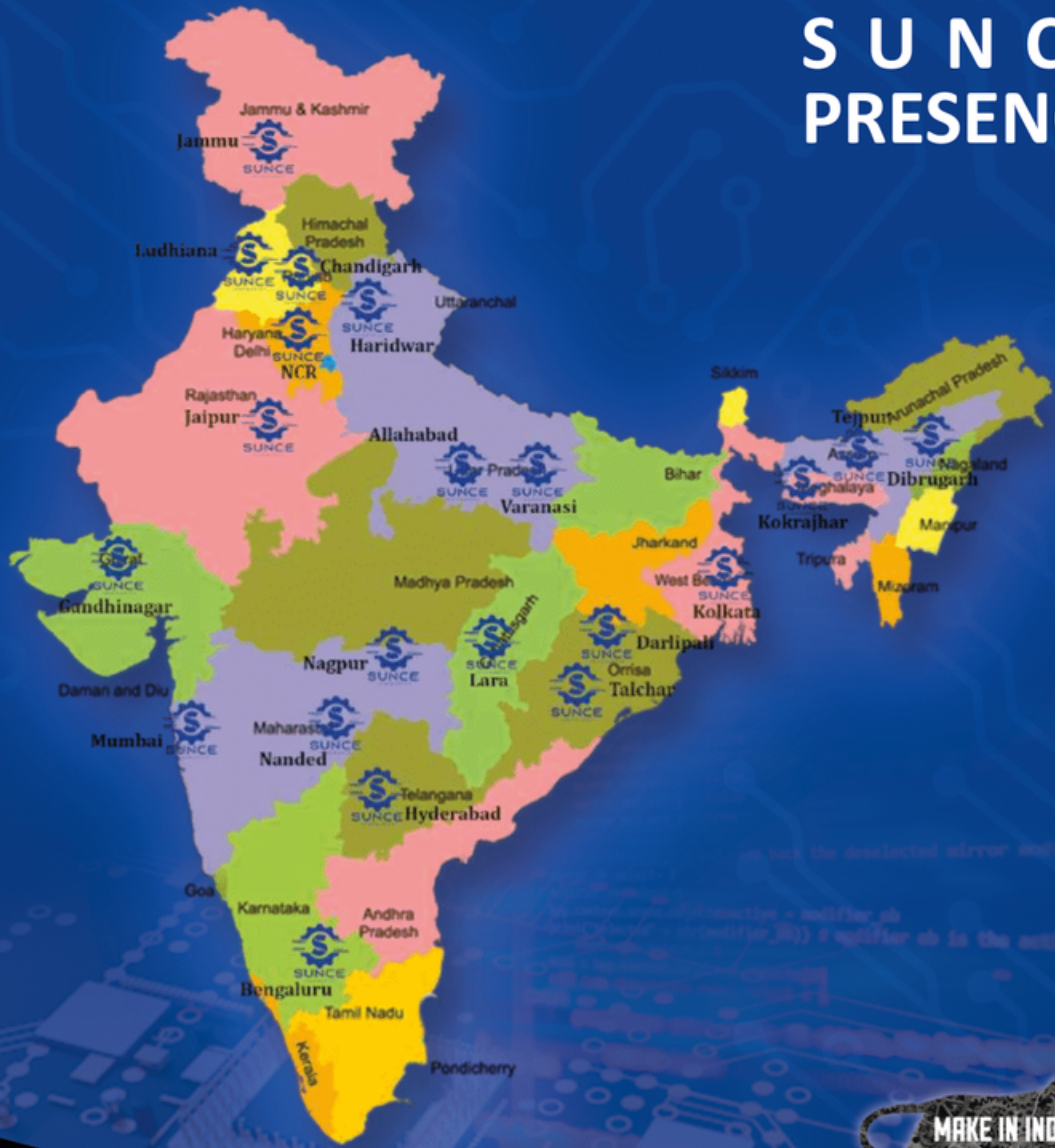 S U N C
PRESEN
Jammu & Kashmir
Jammu
SUNCE
Himachal
Pradesh
Ludhiana
SUNCE
Chandigarh
SUNCE
Uttaranchal
SUNCE
Haridwar
Haryana
Delhi
SUNCE
NCR
Rajasthan
Jaipur
SUNCE
Sikkim
Arunachal Pradesh
Tejpur
Allahabad
SUNCE
SUNCE
Varanasi
Bihar
SUNCE
Nagaland
Dibrugarh
SUNCE
Kokrajhar
Manipur
Tripura
Mizoram
SUNCE
Gandhinagar
Jharkand
Madhya Pradesh
West
SUNCE
Kolkata
SUNCE
Lara
SUNCE
Darlipali
Orrisa
Talchar
SUNCE
Nagpur
SUNCE
Daman and Diu
Mumbai
SUNCE
SUNCE
Nanded
Telangana
SUNCE
Hyderabad
Goa
Karnataka
Andhra
Pradesh
SUNCE
Bengaluru
Tamil Nadu
Kerala
Pondicherry
MAKE IN IND